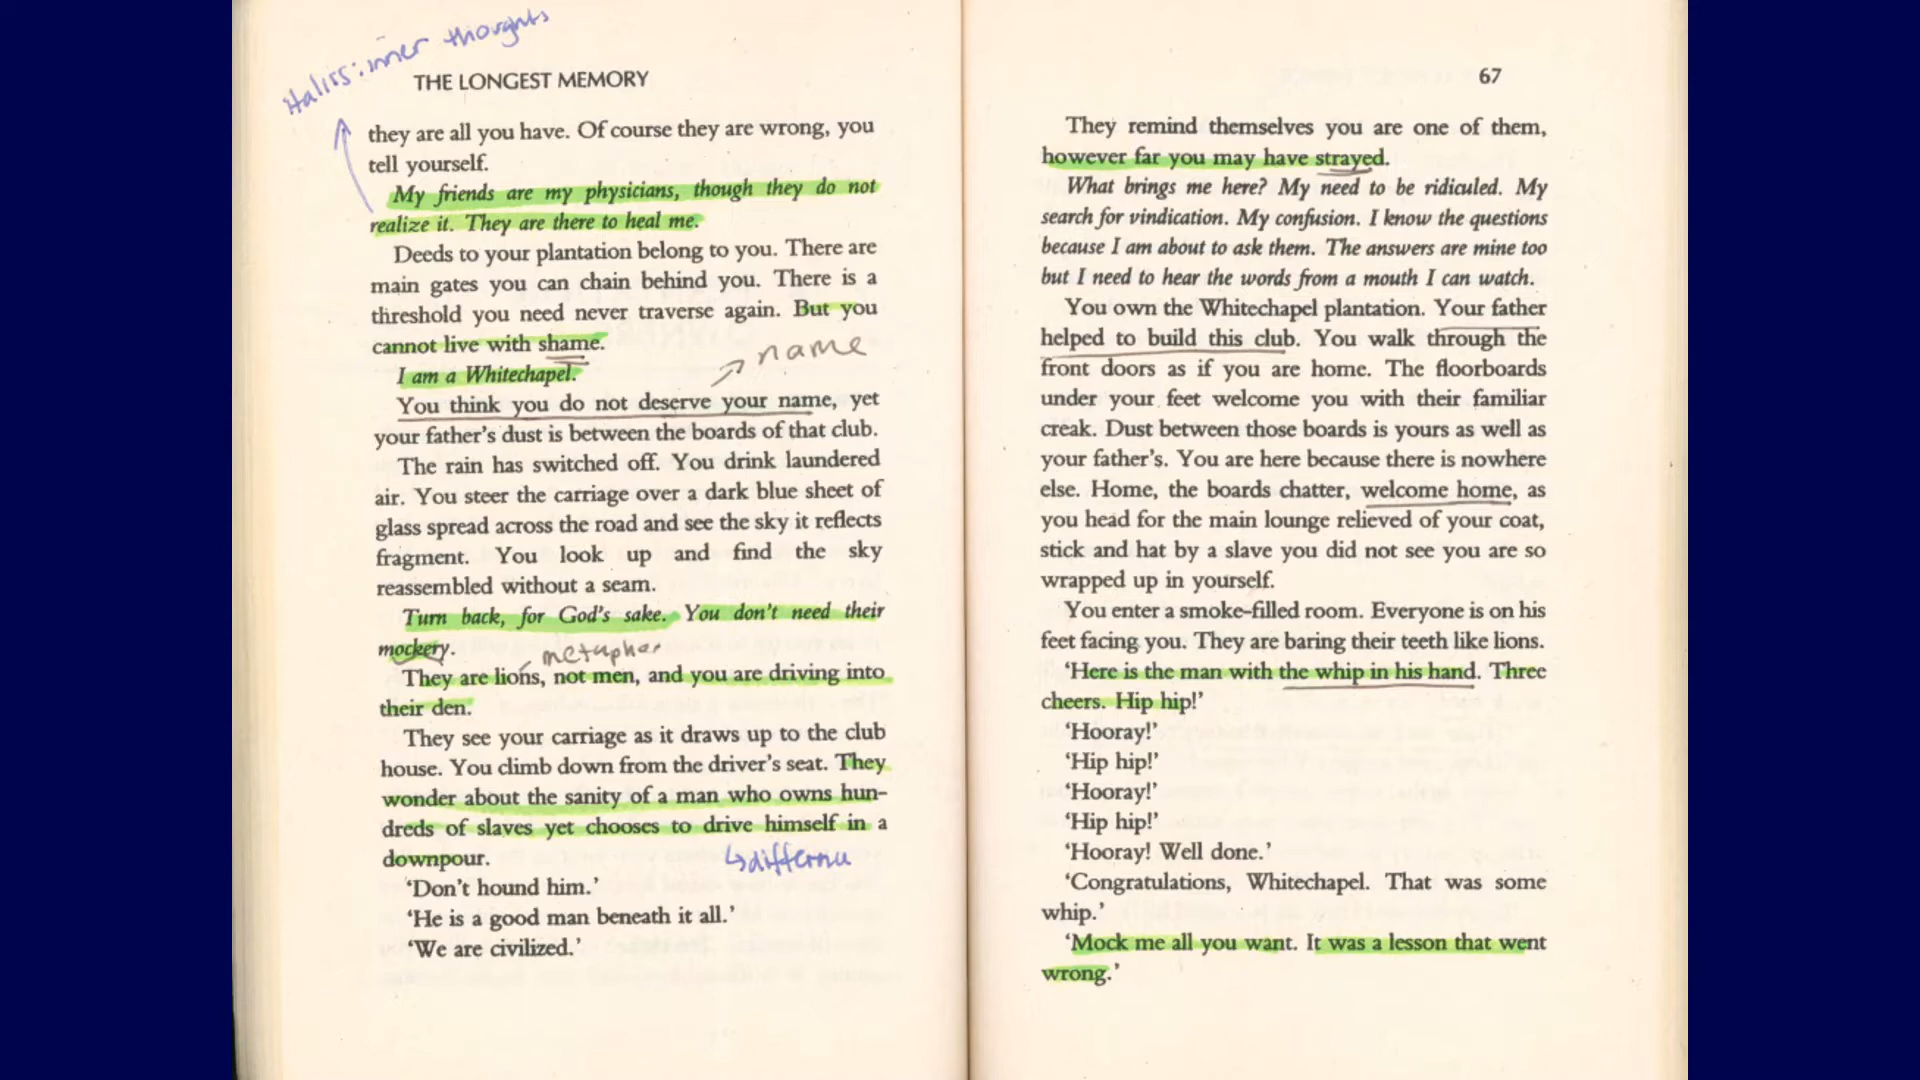 Italiss: inner thoughts
THE LONGEST MEMORY
they are all you have. Of course they are wrong, you
tell yourself.
My friends are my physicians, though they do not
realize it. They are there to heal me.
Deeds to your plantation belong to you. There are
main gates you can chain behind you. There is a
threshold you need never traverse again. But you
cannot live with shame.
name
I am a Whitechapel.
You think you do not deserve your name, yet
your father's dust is between the boards of that club.
The rain has switched off. You drink laundered
air. You steer the carriage over a dark blue sheet of
glass spread across the road and see the sky it reflects
fragment. You look up and find the sky
reassembled without a seam.
Turn back, for God's sake. You don't need their
mockery.
metaphor
They are lions, not men, and you are driving into
their den.
They see your carriage as it draws up to the club
house. You climb down from the driver's seat. They
wonder about the sanity of a man who owns hun-
dreds of slaves yet chooses to drive himself in a
downpour.
‘Don't hound him.’
‘He is a good man beneath it all.’
‘We are civilized.’
67
They remind themselves you are one of them,
however far you may have strayed.
What brings me here? My need to be ridiculed. My
search for vindication. My confusion. I know the questions
because I am about to ask them. The answers are mine too
but I need to hear the words from a mouth I can watch.
You own the Whitechapel plantation. Your father
helped to build this club. You walk through the
front doors as if you are home. The floorboards
under your feet welcome you with their familiar
creak. Dust between those boards is yours as well as
your father's. You are here because there is nowhere
else. Home, the boards chatter, welcome home, as
you head for the main lounge relieved of your coat,
stick and hat by a slave you did not see you are so
wrapped up in yourself.
You enter a smoke-filled room. Everyone is on his
feet facing you. They are baring their teeth like lions.
‘Here is the man with the whip in his hand. Three
cheers. Hip hip!’
‘Hooray!’
‘Hip hip!’
‘Hooray!’
‘Hip hip!’
‘Hooray! Well done.’
‘Congratulations, Whitechapel. That was some
whip.’
‘Mock me all you want. It was a lesson that went
wrong.’